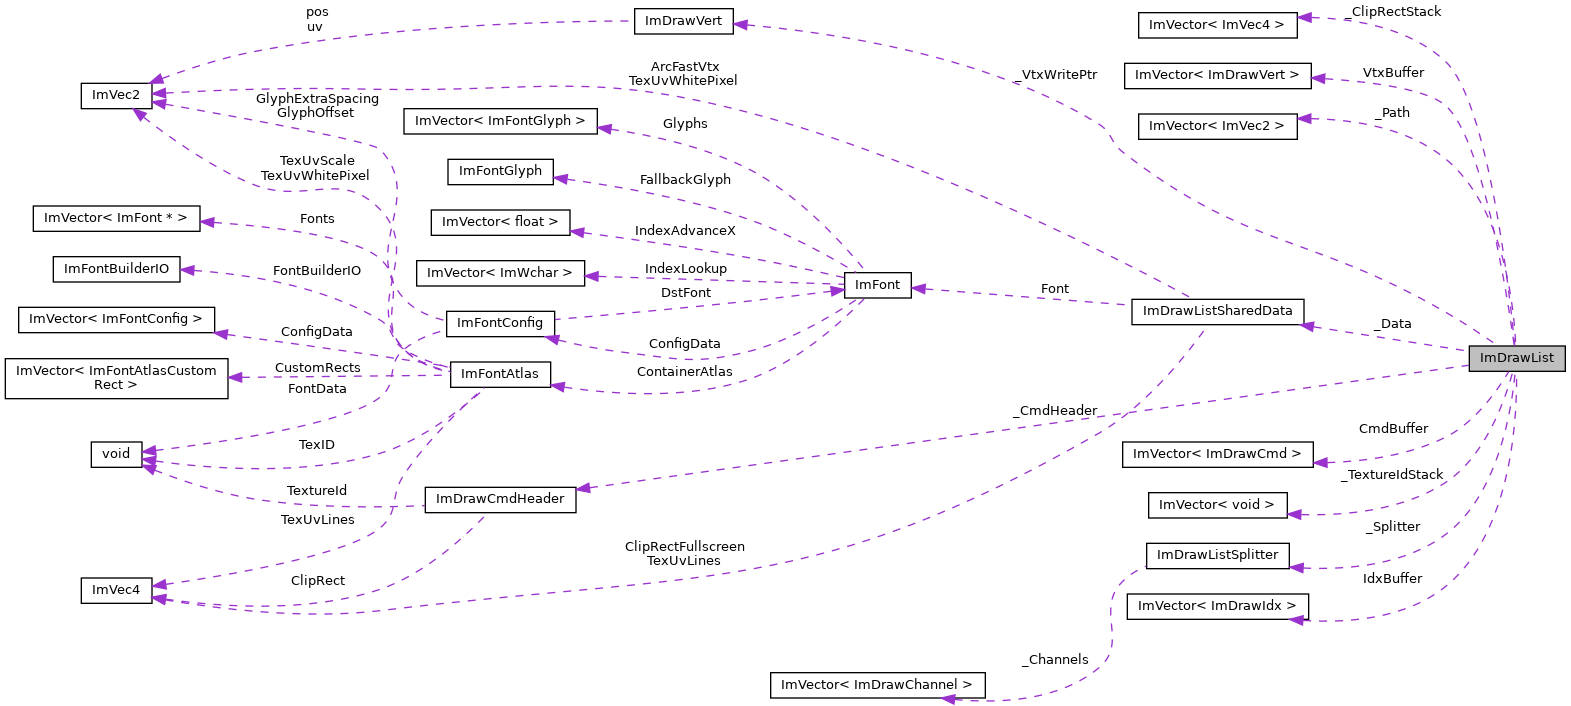 pos
uv
ImDrawVert
ImVector< ImVec4 >
_ClipRectStack
ImVec2
ArcFastVtx
TexUvWhitePixel
_VtxWritePtr
ImVector< ImDrawVert >
VtxBuffer
GlyphExtraSpacing
GlyphOffset
ImVector< ImFontGlyph >
Glyphs
ImVector< ImVec2 >
_Path
TexUvScale
TexUvWhitePixel
ImFontGlyph
FallbackGlyph
ImVector< ImFont * >
Fonts
ImVector< float >
IndexAdvanceX
ImFontBuilderIO
FontBuilderIO
ImVector< ImWchar >
IndexLookup
ImFont
DstFont
Font
ImVector< ImFontConfig >
ConfigData
ImFontConfig
ConfigData
ImDrawListSharedData
_Data
ImDrawList
ImVector< ImFontAtlasCustom
Rect >
CustomRects
FontData
ImFontAtlas
ContainerAtlas
_CmdHeader
void
TexID
ImVector< ImDrawCmd >
CmdBuffer
TextureId
ImDrawCmdHeader
ImVector< void >
_TextureIdStack
TexUvLines
ClipRectFullscreen
TexUvLines
ImDrawListSplitter
_Splitter
ImVec4
ClipRect
ImVector< ImDrawIdx >
IdxBuffer
_Channels
ImVector< ImDrawChannel >